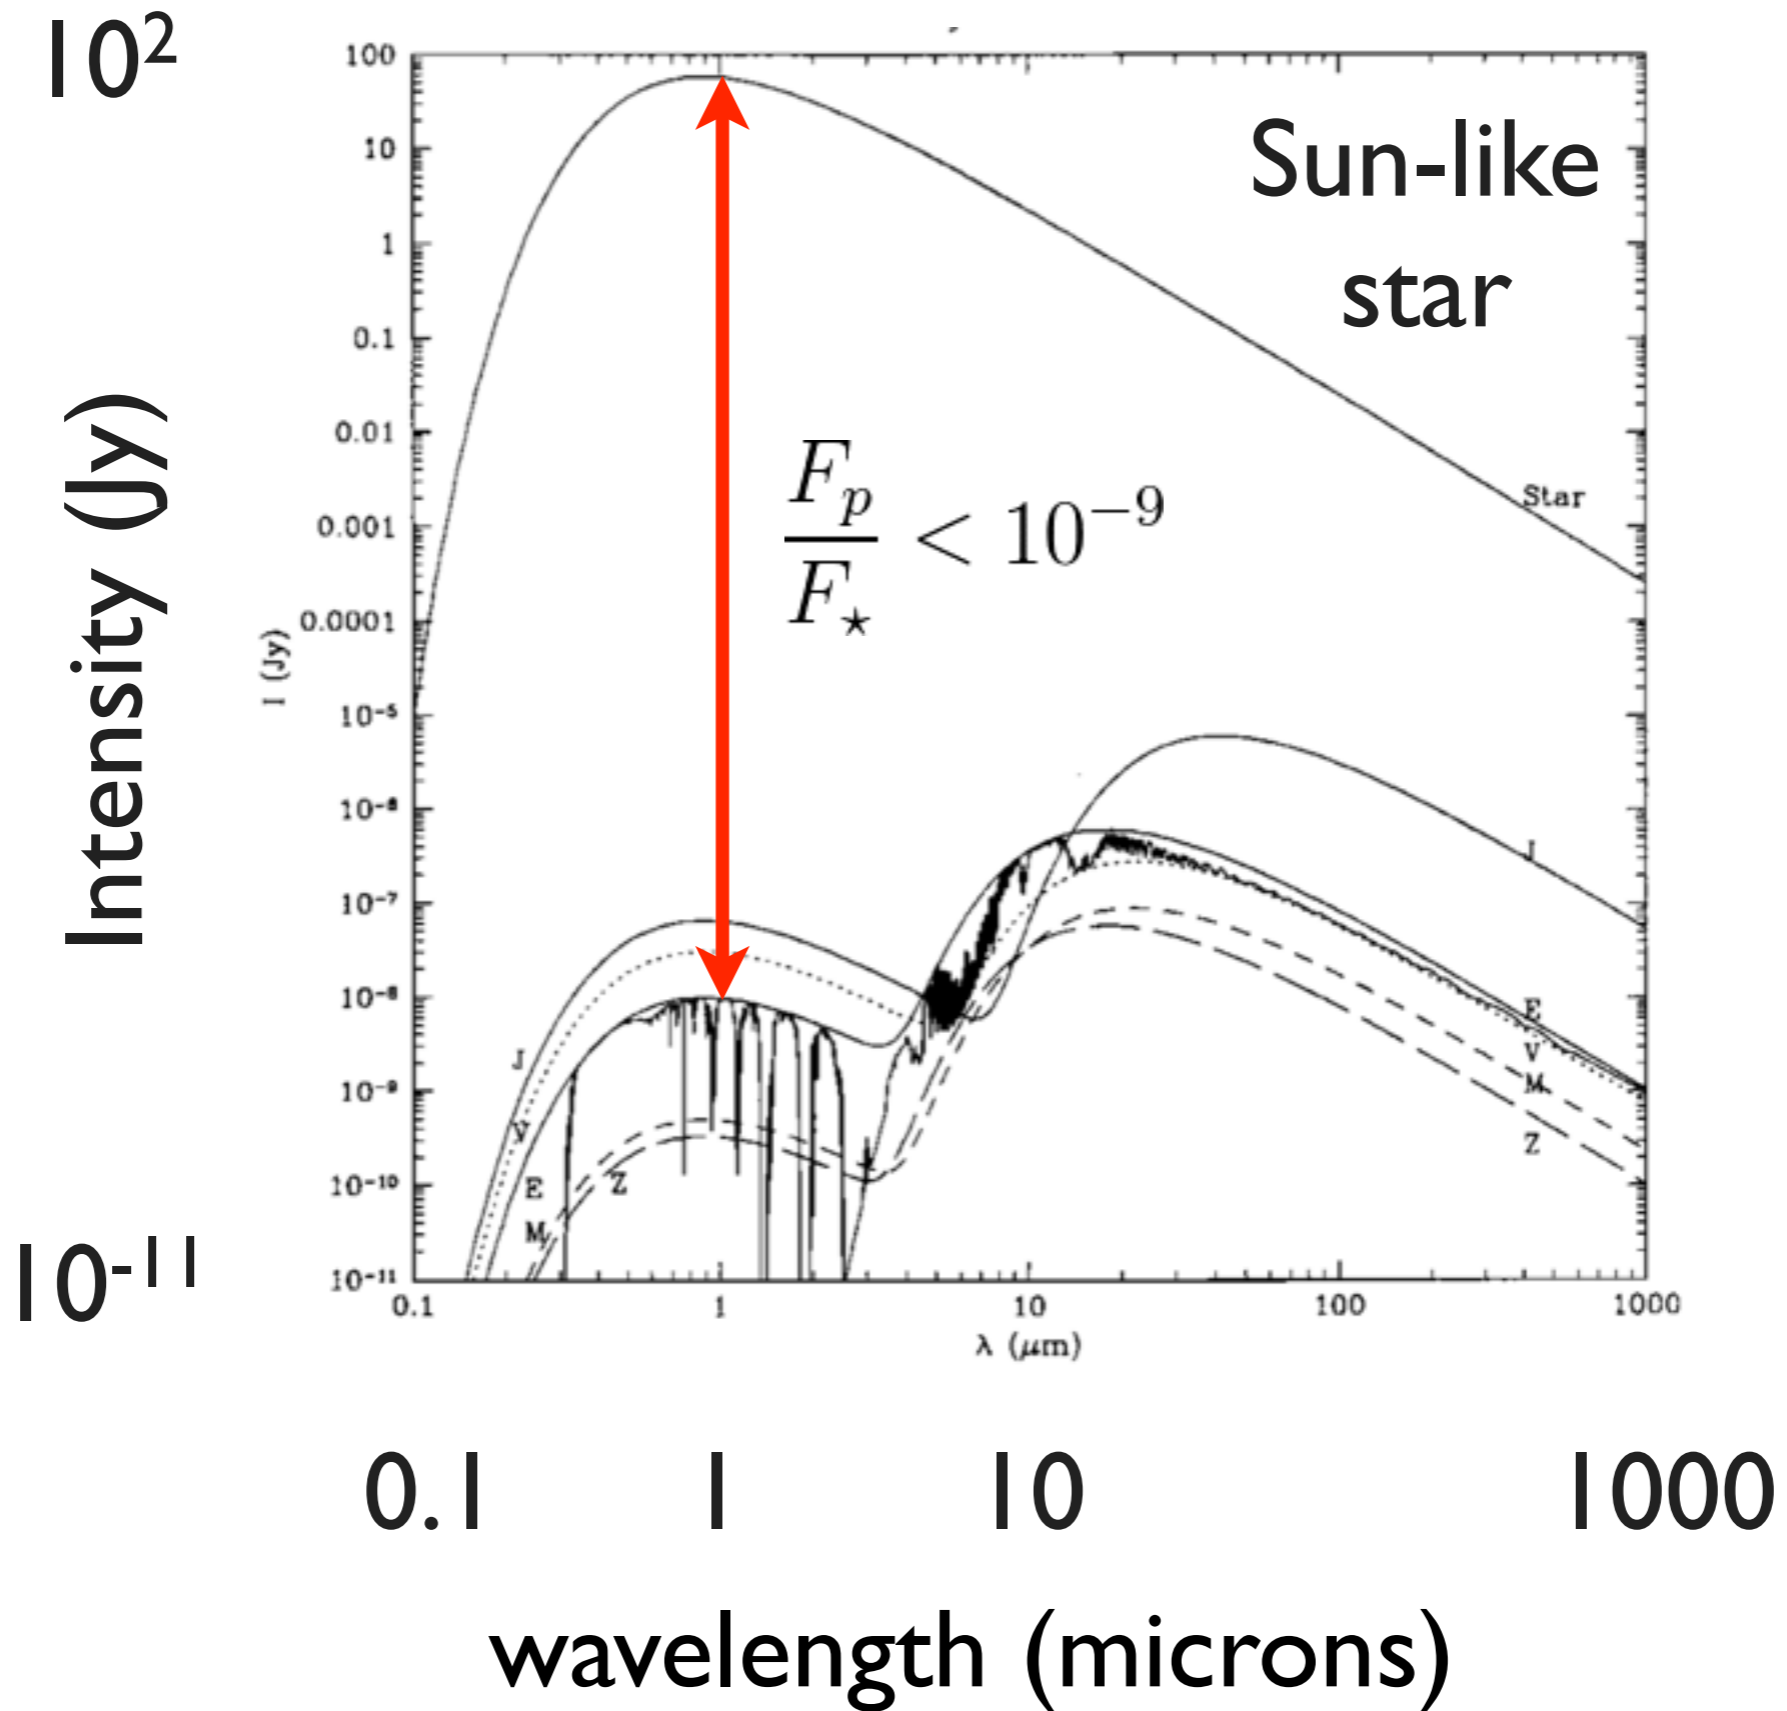 10²
100
10
1
0.1
0.01
0.001
0.0001
10⁻⁵
10⁻⁶
10⁻⁷
10⁻⁸
10⁻⁹
10⁻¹⁰
10⁻¹¹
10⁻¹¹
Intensity (Jy)
I (Jy)
Sun-like
star
F_p / F_⋆ < 10⁻⁹
Star
J
E
V
M
Z
J
V
E
Z
M
0.1 1 10 100 1000
λ (μm)
0.1 1 10 1000
wavelength (microns)